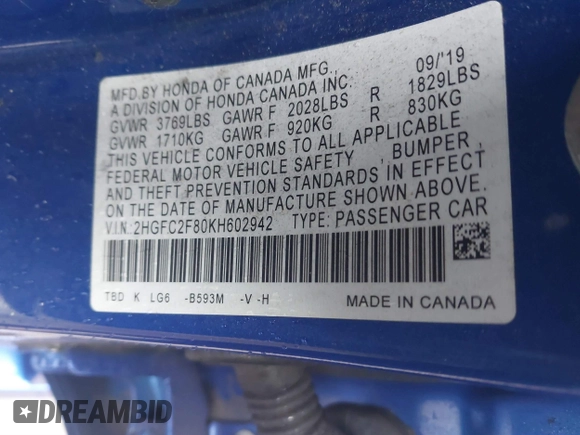 MFD.BY HONDA OF CANADA MFG., 09/'19
A DIVISION OF HONDA CANADA INC.
GVWR 3769LBS GAWR F 2028LBS R 1829LBS
GVWR 1710KG GAWR F 920KG R 830KG
THIS VEHICLE CONFORMS TO ALL APPLICABLE
FEDERAL MOTOR VEHICLE SAFETY, BUMPER,
AND THEFT PREVENTION STANDARDS IN EFFECT
ON THE DATE OF MANUFACTURE SHOWN ABOVE.
V.I.N.: 2HGFC2F80KH602942 TYPE: PASSENGER CAR
TBD K LG6 -B593M -V -H MADE IN CANADA
DREAMBID